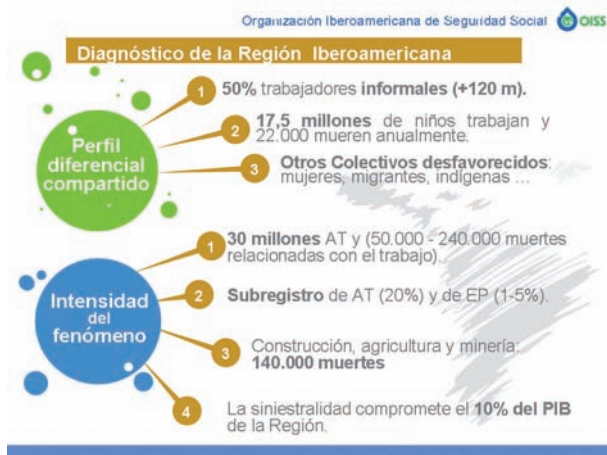 Organización Iberoamericana de Seguridad Social OISS
Diagnóstico de la Región Iberoamericana
Perfil
diferencial
compartido
1 50% trabajadores informales (+120 m).
2 17,5 millones de niños trabajan y
22.000 mueren anualmente.
3 Otros Colectivos desfavorecidos:
mujeres, migrantes, indígenas ...
Intensidad
del
fenómeno
1 30 millones AT y (50.000 - 240.000 muertes
relacionadas con el trabajo).
2 Subregistro de AT (20%) y de EP (1-5%).
3 Construcción, agricultura y minería:
140.000 muertes
4 La siniestralidad compromete el 10% del PIB
de la Región.